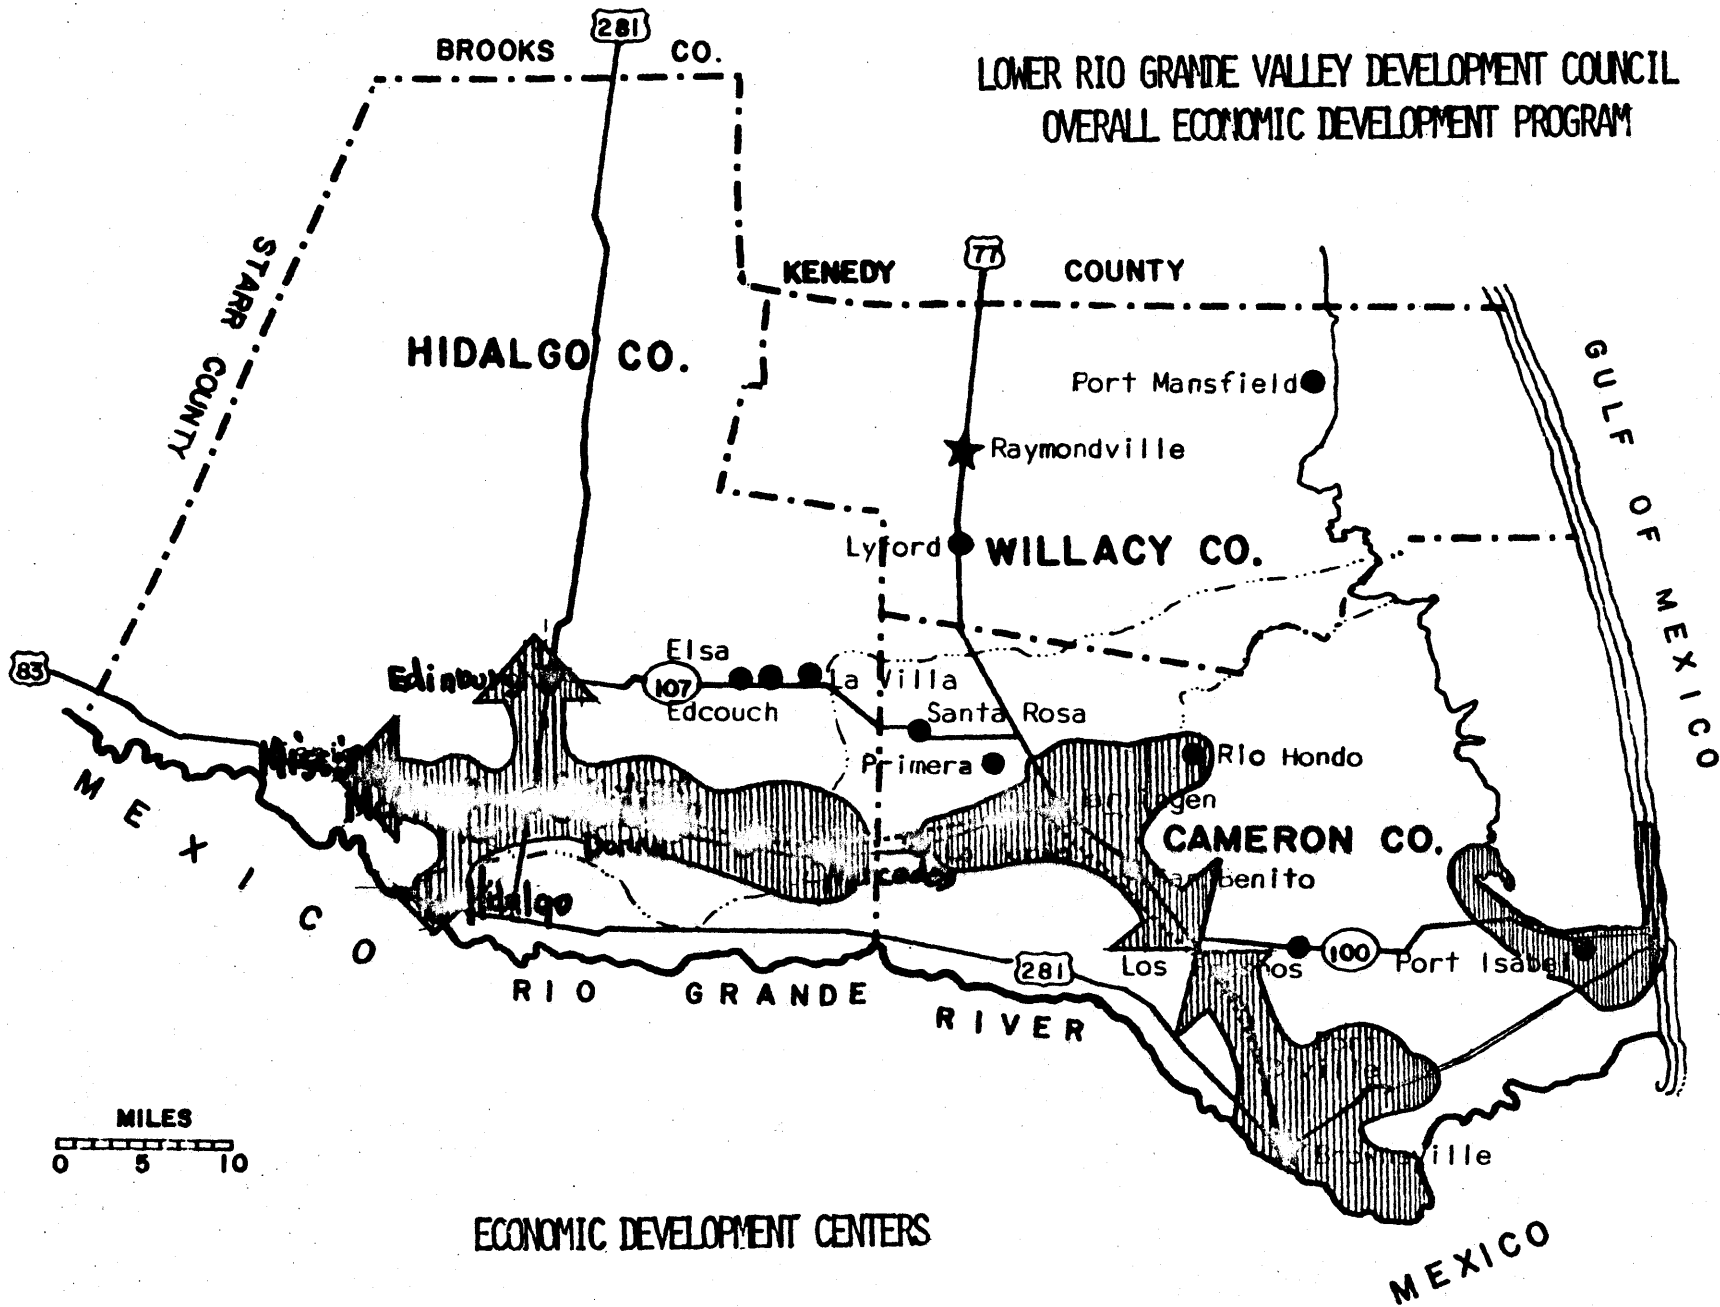 281
BROOKS CO.
LOWER RIO GRANDE VALLEY DEVELOPMENT COUNCIL
OVERALL ECONOMIC DEVELOPMENT PROGRAM
STARR COUNTY
77
KENEDY COUNTY
HIDALGO CO.
GULF OF MEXICO
Port Mansfield
Raymondville
Lyford
WILLACY CO.
83
Elsa
Edinburg
107
La Villa
Edcouch
Santa Rosa
Primera
Rio Hondo
CAMERON CO.
Donna
Hidalgo
MEXICO
Los
100
Port Isabel
281
RIO GRANDE RIVER
MILES
0 5 10
ECONOMIC DEVELOPMENT CENTERS
MEXICO